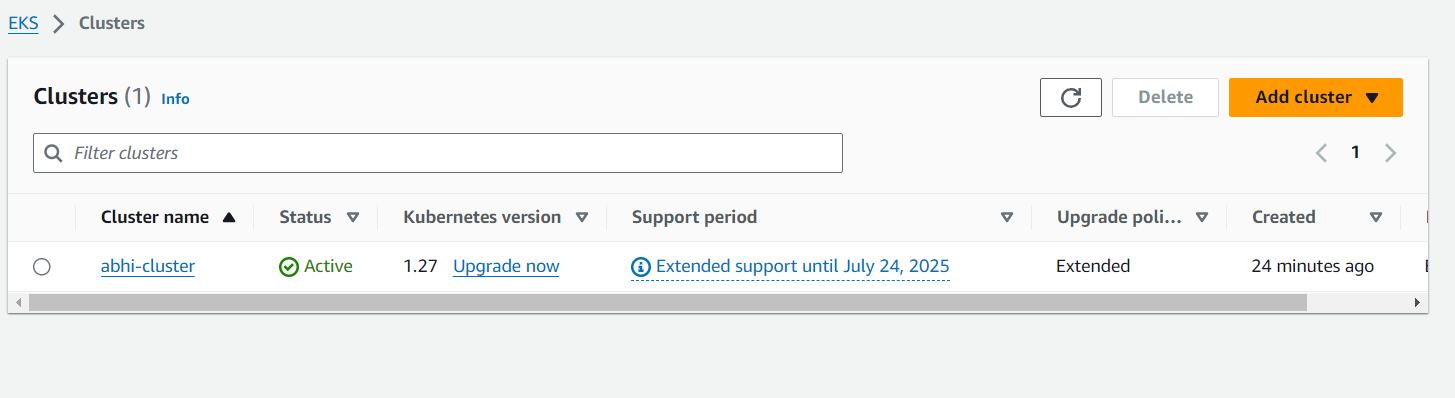 EKS > Clusters
Clusters (1) Info
Delete
Add cluster
Filter clusters
1
Cluster name Status Kubernetes version Support period Upgrade poli... Created
abhi-cluster Active 1.27 Upgrade now Extended support until July 24, 2025 Extended 24 minutes ago